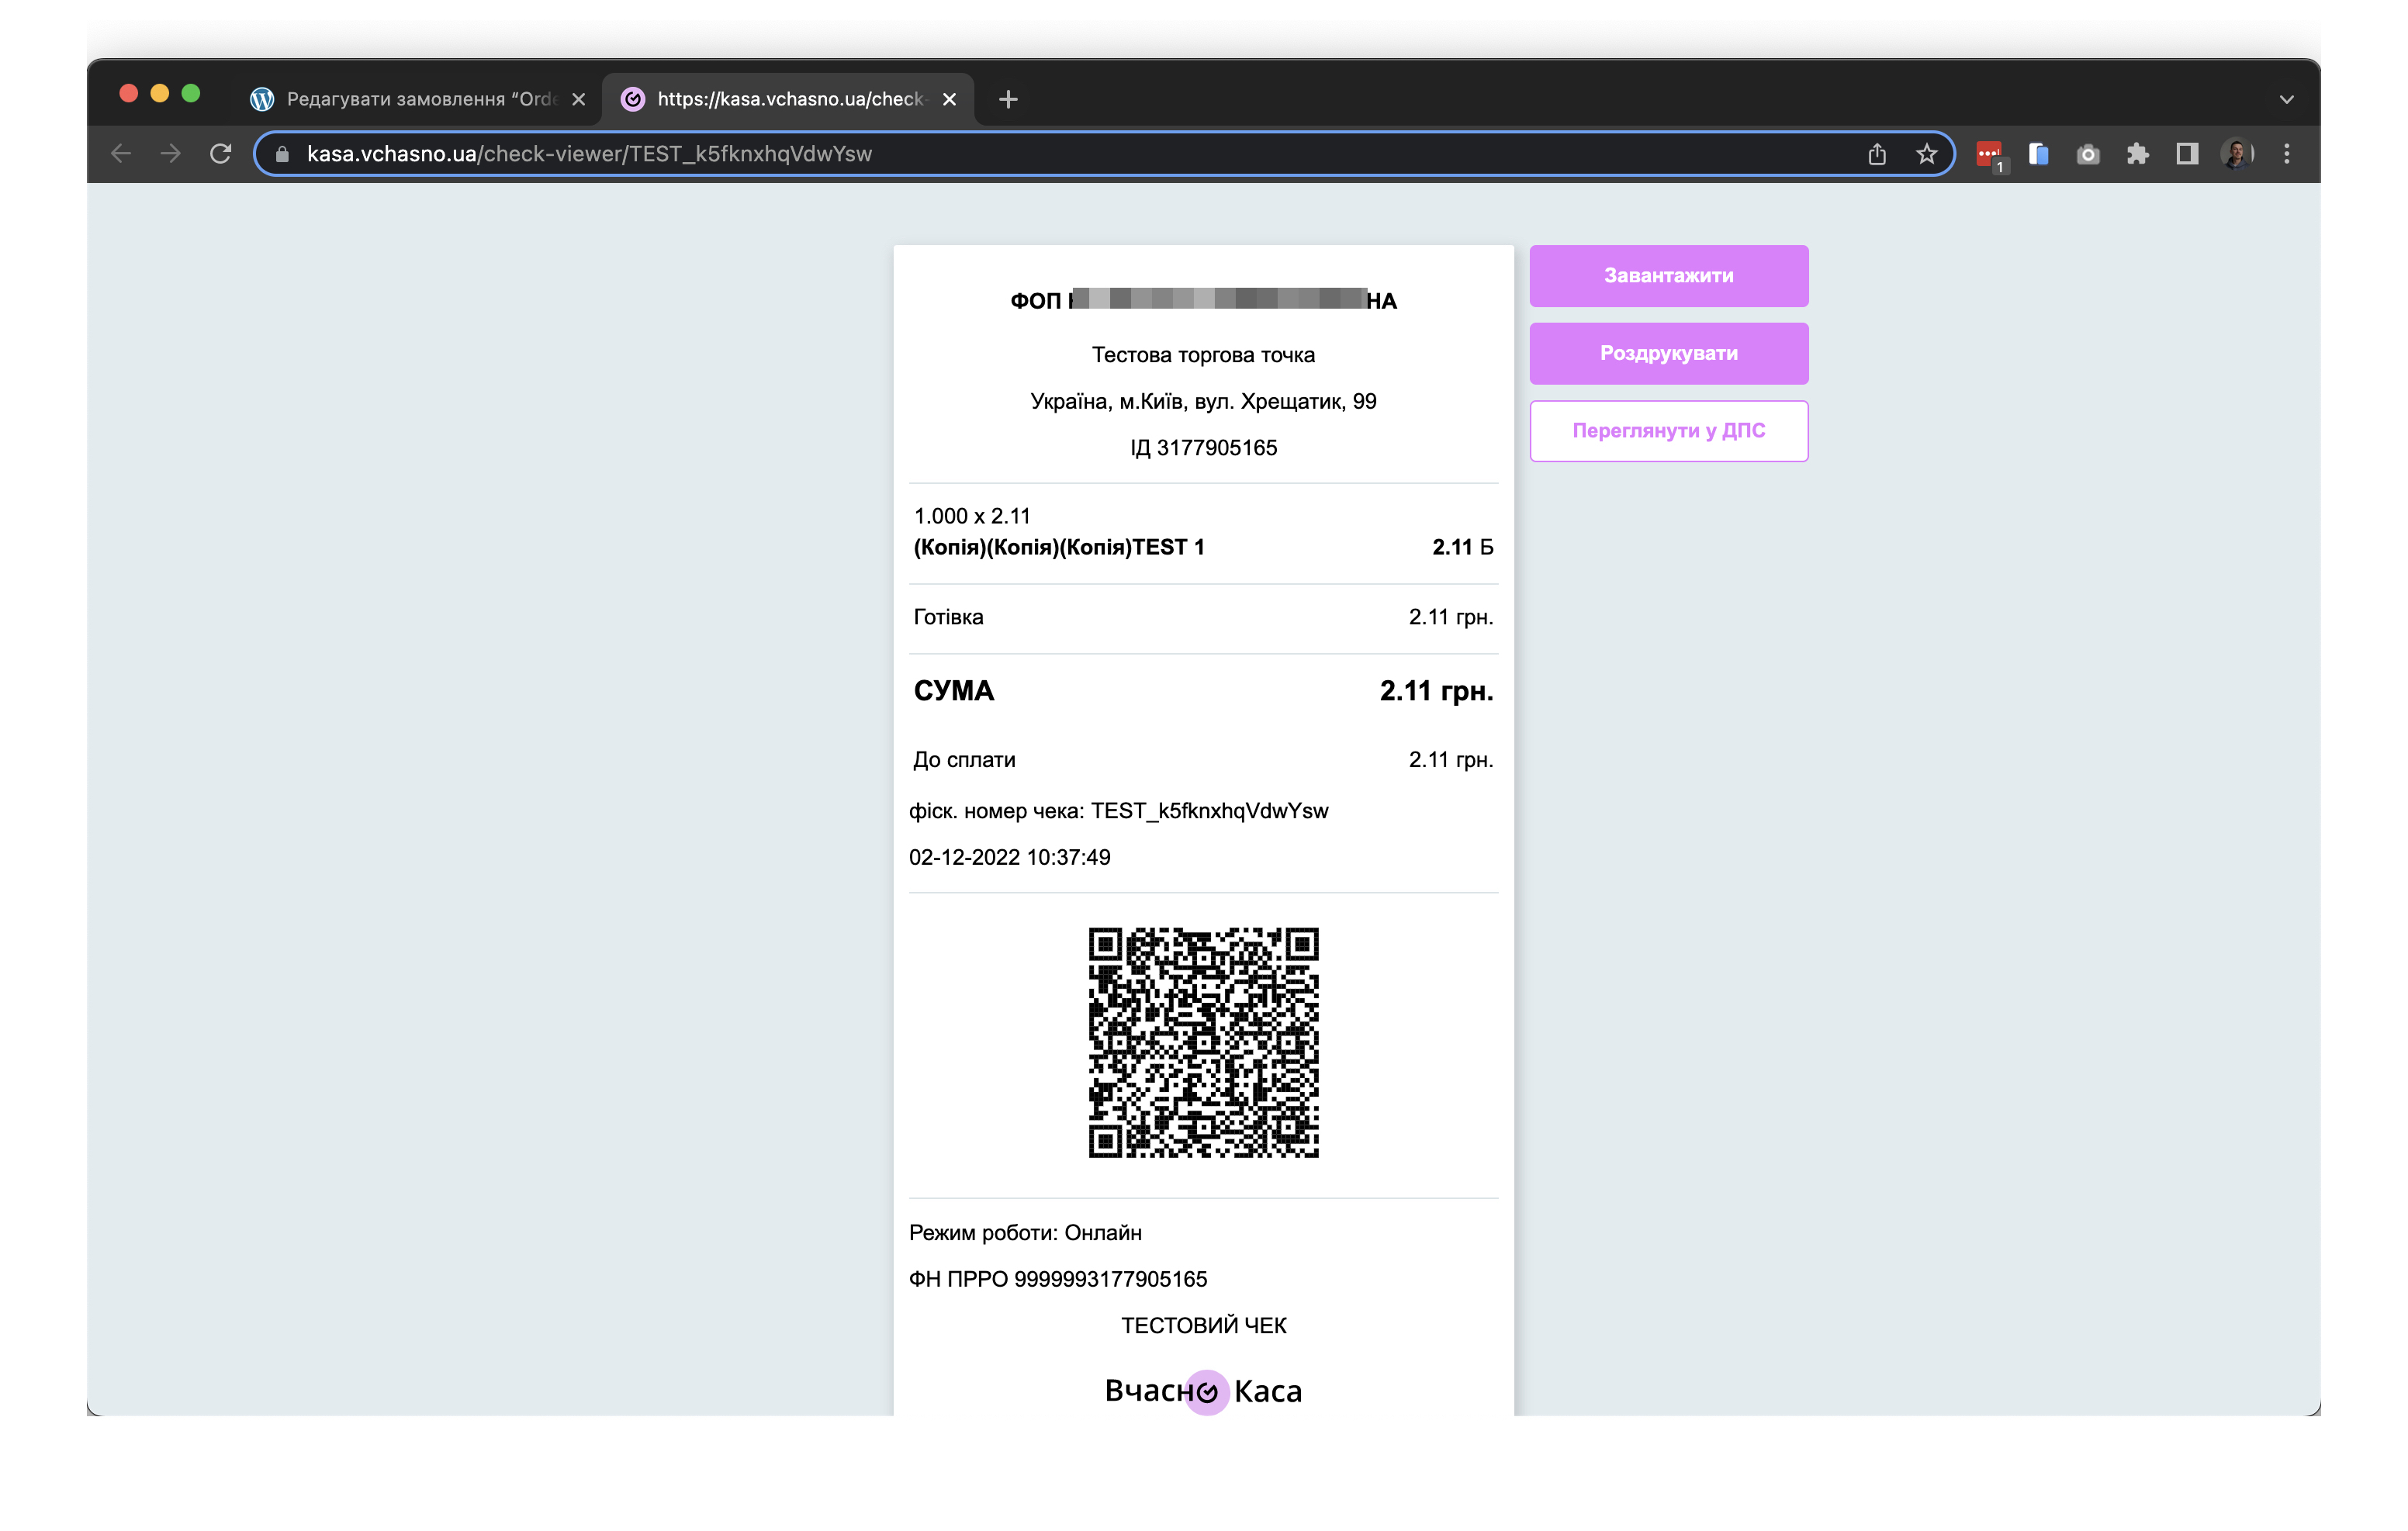 Редагувати замовлення “Orde
https://kasa.vchasno.ua/check-
kasa.vchasno.ua/check-viewer/TEST_k5fknxhqVdwYsw
1
ФОП НА
Завантажити
Тестова торгова точка
Роздрукувати
Україна, м.Київ, вул. Хрещатик, 99
Переглянути у ДПС
ІД 3177905165
1.000 x 2.11
(Копія)(Копія)(Копія)TEST 1 2.11 Б
Готівка 2.11 грн.
СУМА 2.11 грн.
До сплати 2.11 грн.
фіск. номер чека: TEST_k5fknxhqVdwYsw
02-12-2022 10:37:49
Режим роботи: Онлайн
ФН ПРРО 9999993177905165
ТЕСТОВИЙ ЧЕК
Вчасно Каса